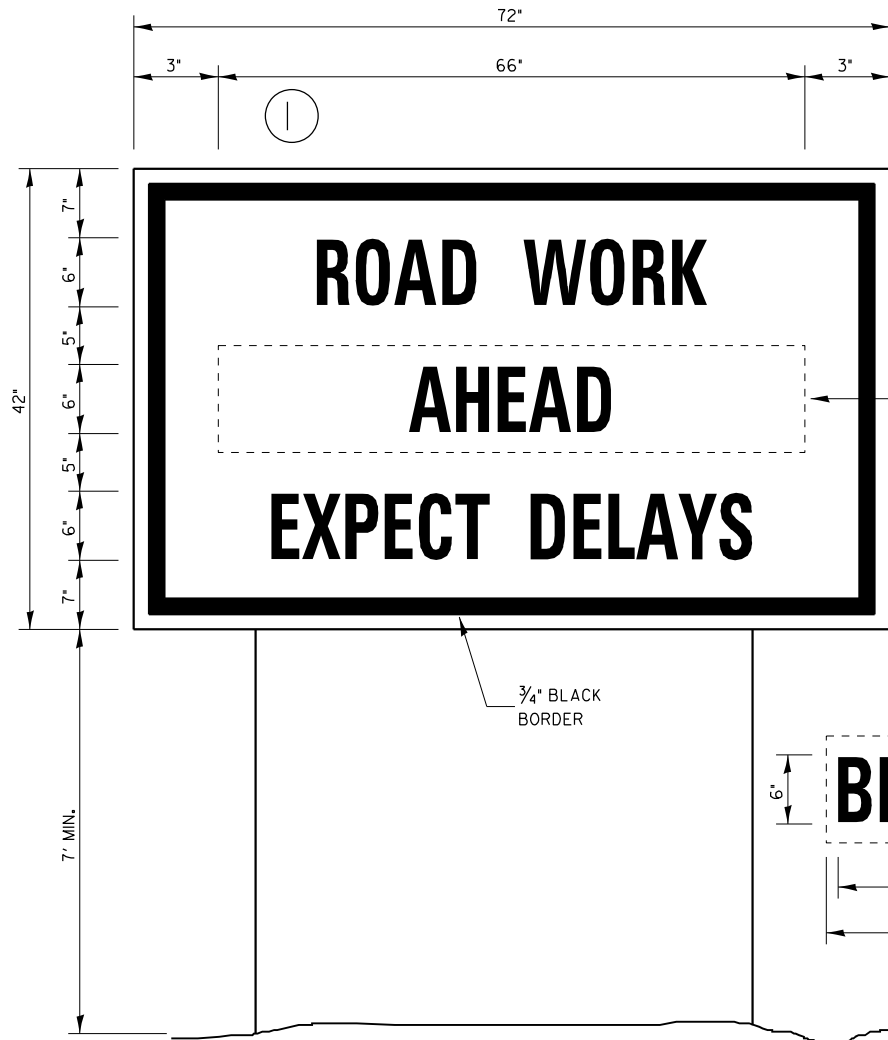 72"
3" 66" 3"
I
7"
6"
5"
6"
5"
6"
7"
42"
ROAD WORK
AHEAD
EXPECT DELAYS
3/4" BLACK
BORDER
7' MIN.
6"